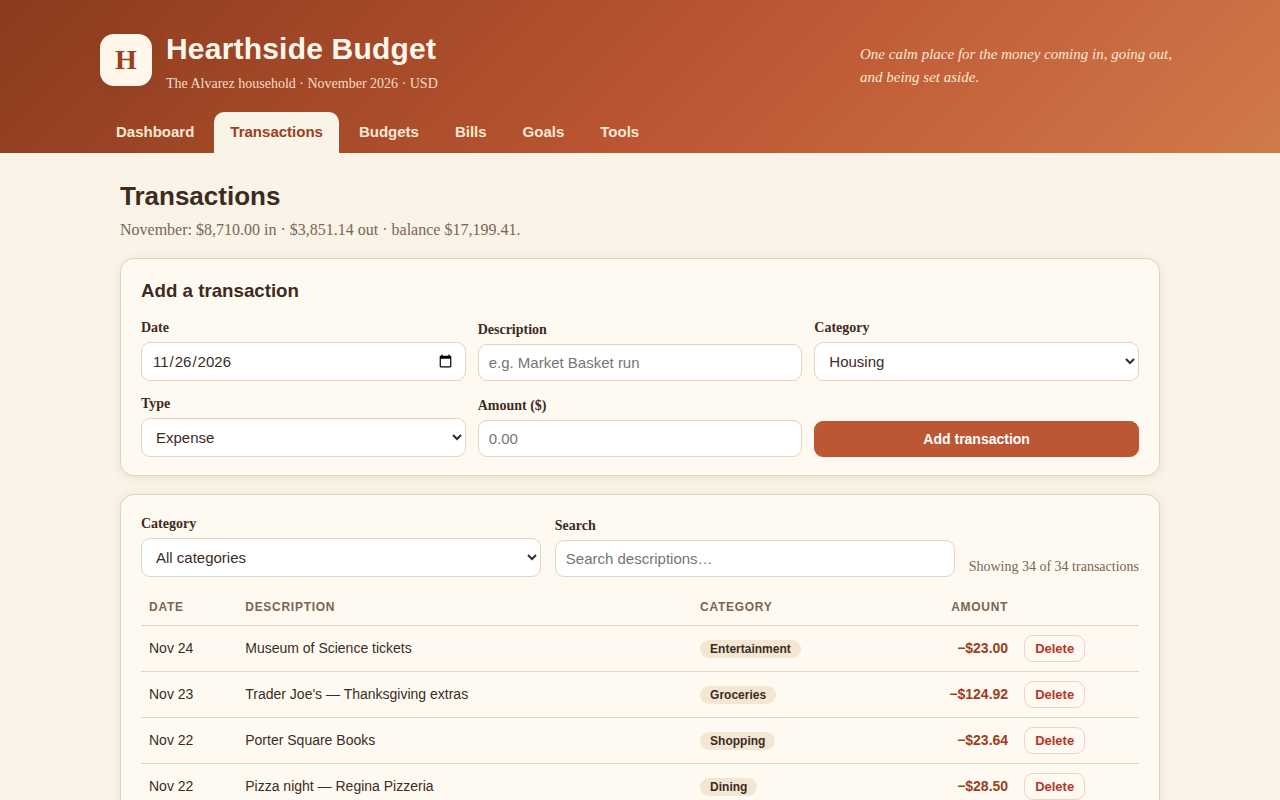 H
Hearthside Budget
The Alvarez household · November 2026 · USD
One calm place for the money coming in, going out,
and being set aside.
Dashboard Transactions Budgets Bills Goals Tools
Transactions
November: $8,710.00 in · $3,851.14 out · balance $17,199.41.
Add a transaction
Date Description Category
11/26/2026 e.g. Market Basket run Housing
Type Amount ($)
Expense 0.00 Add transaction
Category Search
All categories Search descriptions… Showing 34 of 34 transactions
DATE DESCRIPTION CATEGORY AMOUNT
Nov 24 Museum of Science tickets Entertainment −$23.00 Delete
Nov 23 Trader Joe's — Thanksgiving extras Groceries −$124.92 Delete
Nov 22 Porter Square Books Shopping −$23.64 Delete
Nov 22 Pizza night — Regina Pizzeria Dining −$28.50 Delete